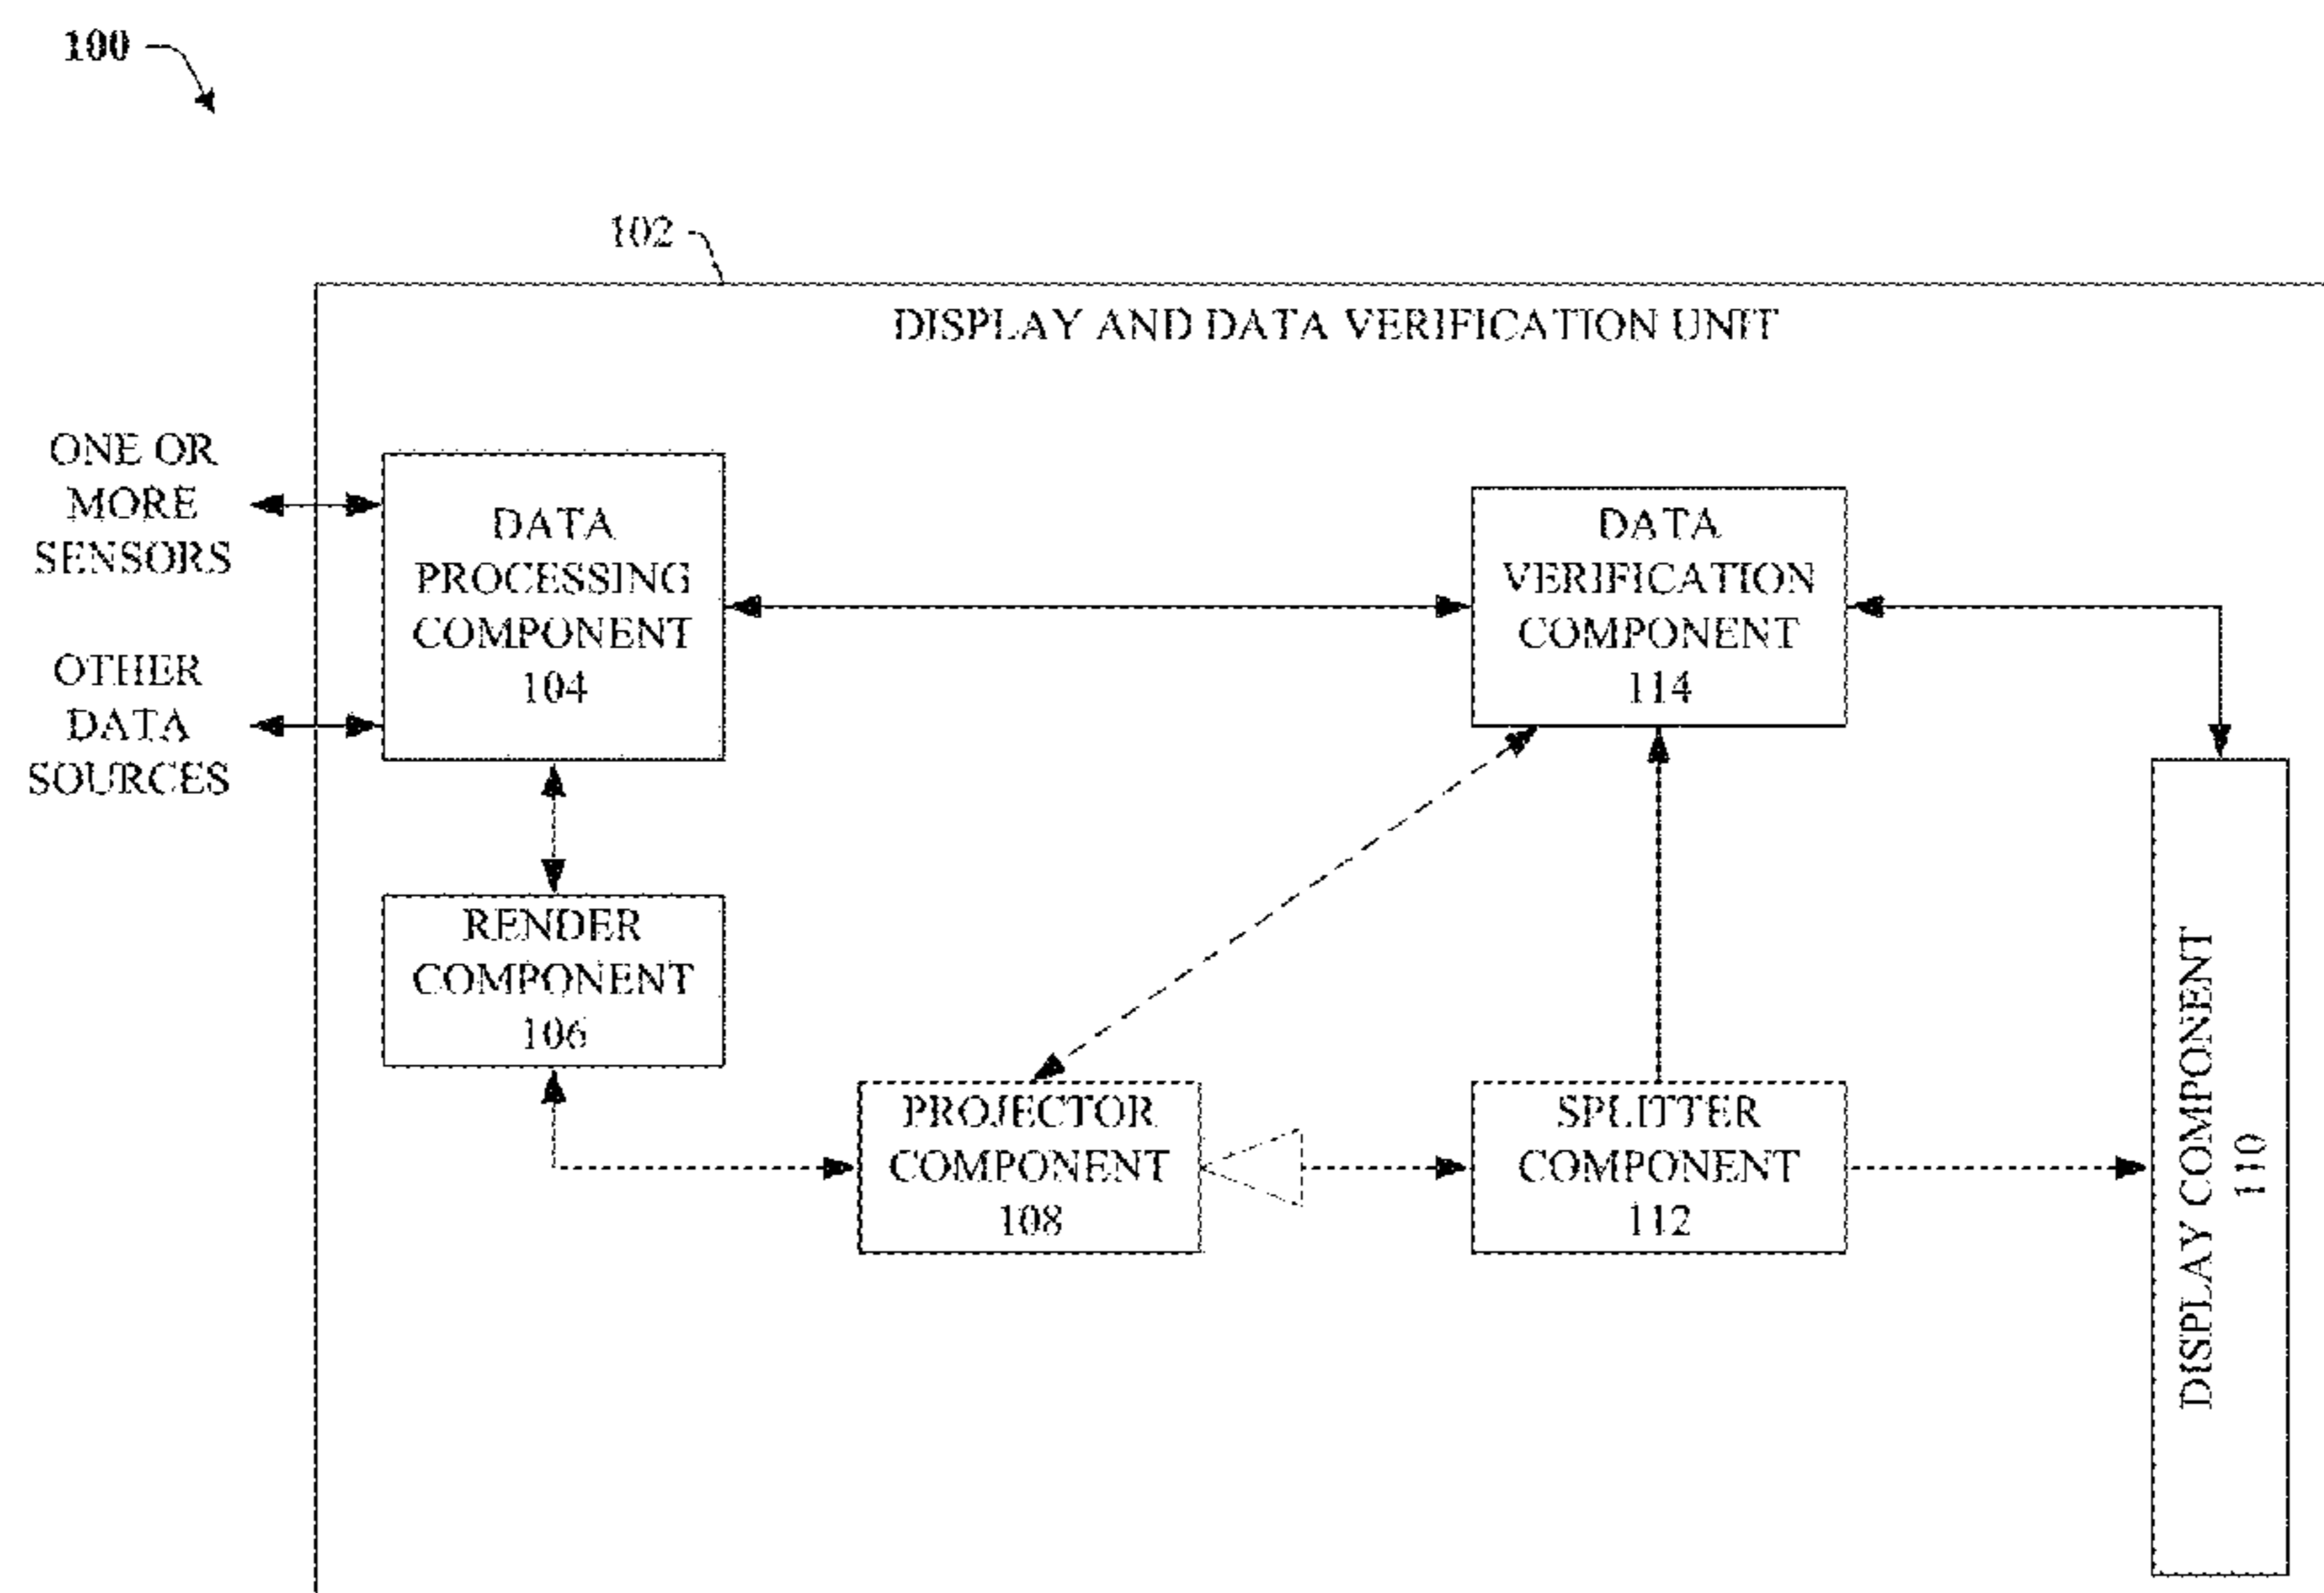 100
102
DISPLAY AND DATA VERIFICATION UNIT
ONE OR
MORE
SENSORS
OTHER
DATA
SOURCES
DATA
PROCESSING
COMPONENT
104
DATA
VERIFICATION
COMPONENT
114
RENDER
COMPONENT
106
PROJECTOR
COMPONENT
108
SPLITTER
COMPONENT
112
DISPLAY COMPONENT
110